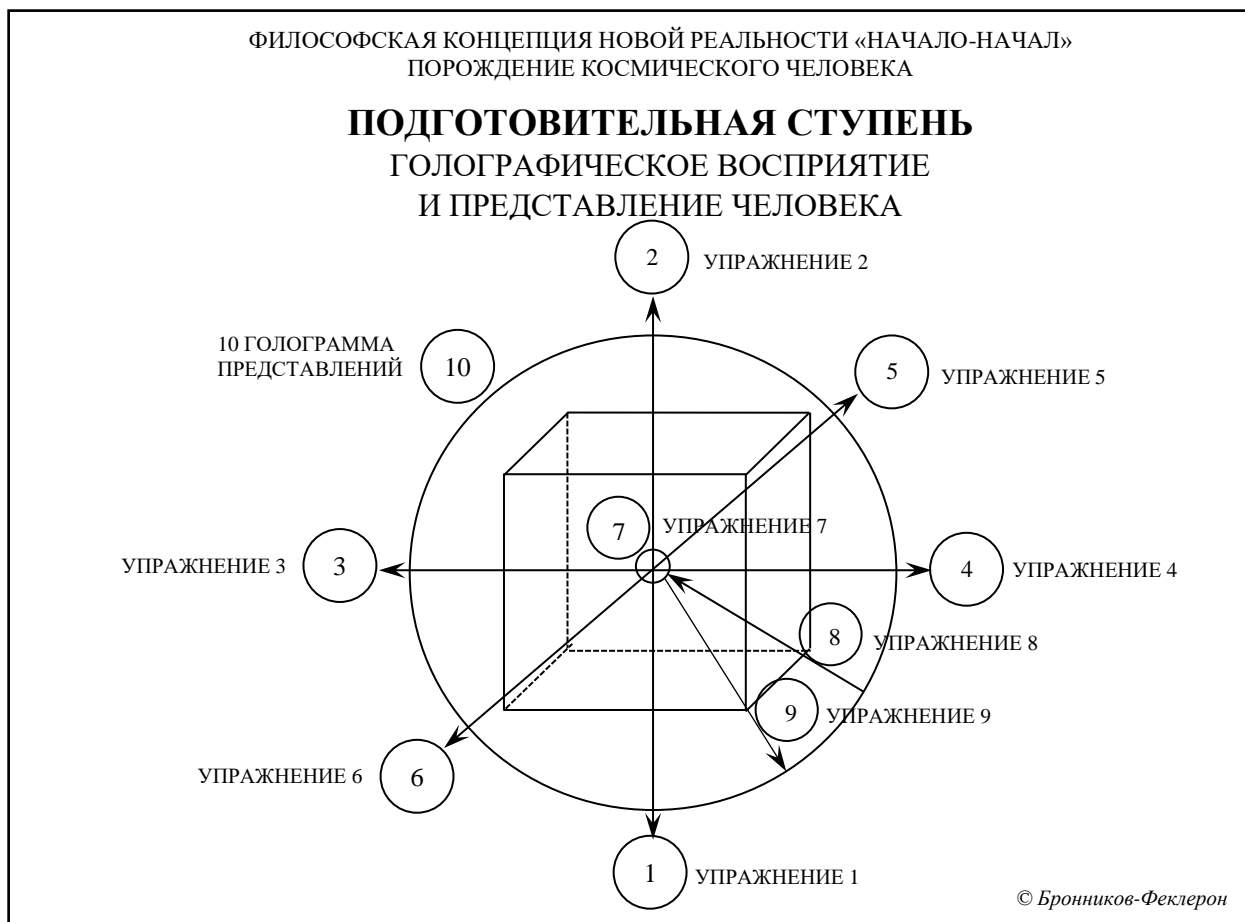 ФИЛОСОФСКАЯ КОНЦЕПЦИЯ НОВОЙ РЕАЛЬНОСТИ «НАЧАЛО-НАЧАЛ»
ПОРОЖДЕНИЕ КОСМИЧЕСКОГО ЧЕЛОВЕКА
ПОДГОТОВИТЕЛЬНАЯ СТУПЕНЬ
ГОЛОГРАФИЧЕСКОЕ ВОСПРИЯТИЕ
И ПРЕДСТАВЛЕНИЕ ЧЕЛОВЕКА
2 УПРАЖНЕНИЕ 2
10 ГОЛОГРАММА
ПРЕДСТАВЛЕНИЙ
10
5 УПРАЖНЕНИЕ 5
7 УПРАЖНЕНИЕ 7
УПРАЖНЕНИЕ 3 3
4 УПРАЖНЕНИЕ 4
8 УПРАЖНЕНИЕ 8
9 УПРАЖНЕНИЕ 9
УПРАЖНЕНИЕ 6 6
1 УПРАЖНЕНИЕ 1
© Бронников-Феклерон